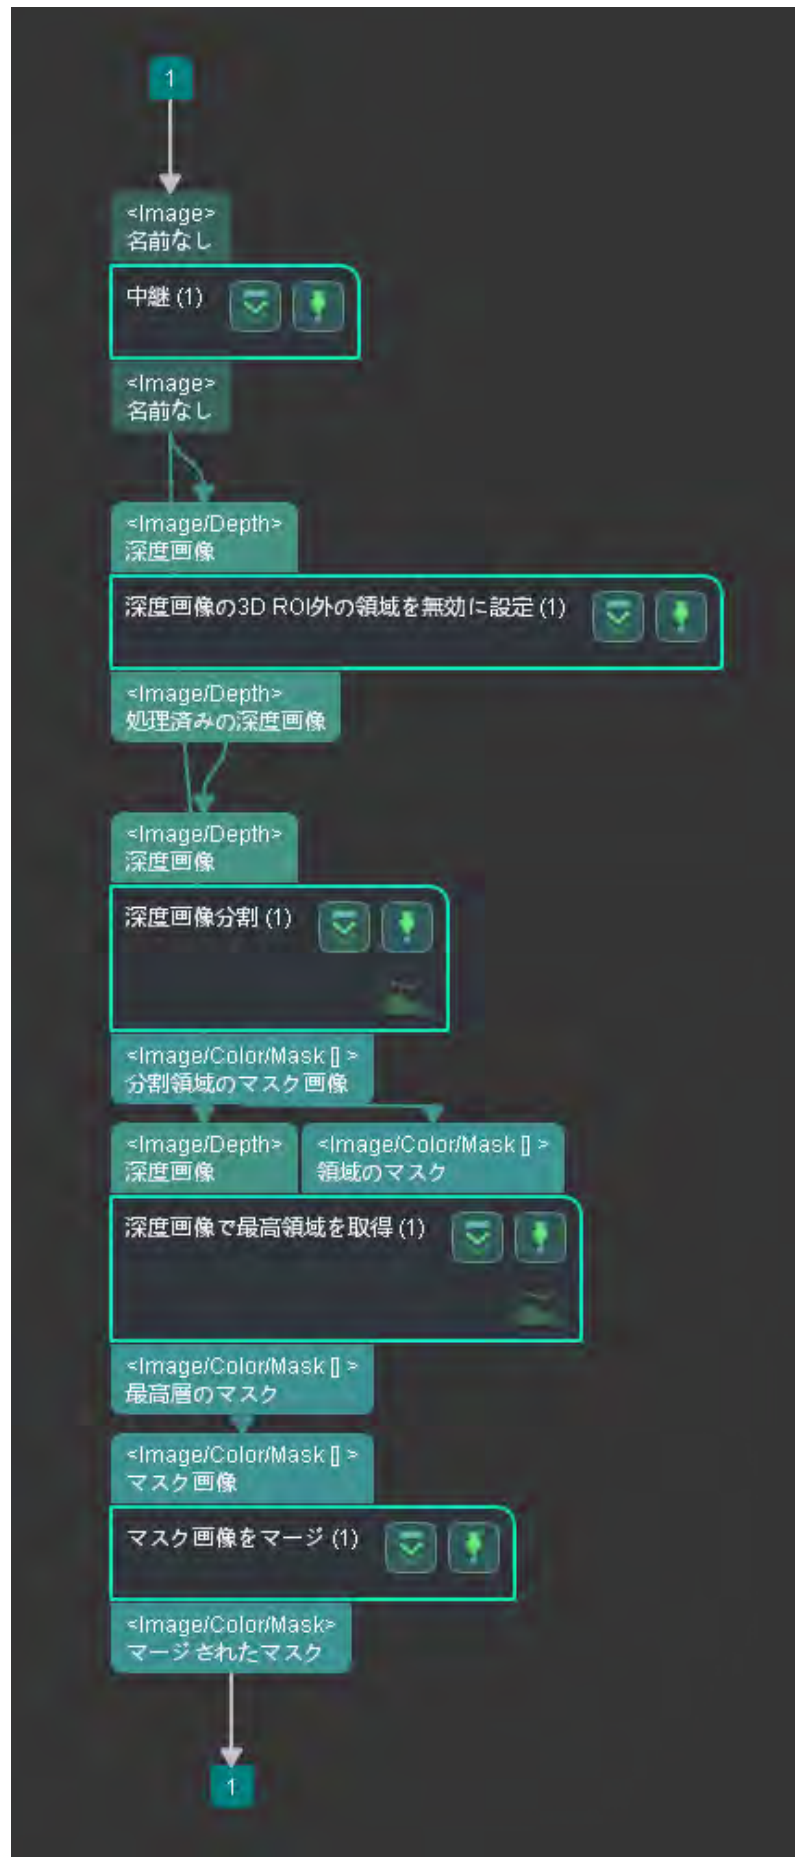 1
<Image>
名前なし
中継 (1)
<Image>
名前なし
<Image/Depth>
深度画像
深度画像の3D ROI外の領域を無効に設定 (1)
<Image/Depth>
処理済みの深度画像
<Image/Depth>
深度画像
深度画像分割 (1)
<Image/Color/Mask [] >
分割領域のマスク画像
<Image/Depth>
深度画像
<Image/Color/Mask [] >
領域のマスク
深度画像で最高領域を取得 (1)
<Image/Color/Mask [] >
最高層のマスク
<Image/Color/Mask [] >
マスク画像
マスク画像をマージ (1)
<Image/Color/Mask>
マージされたマスク
1